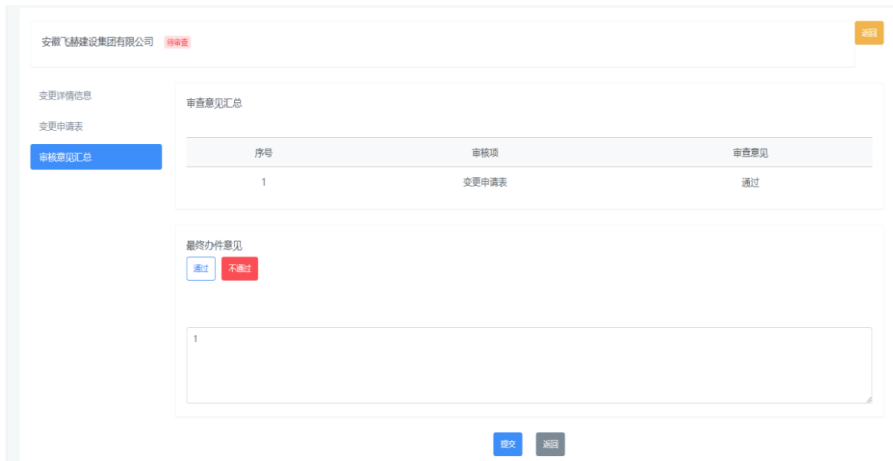 安徽飞赫建设集团有限公司 待审查
返回
变更详情信息
变更申请表
审核意见汇总
审查意见汇总
序号 审核项 审查意见
1 变更申请表 通过
最终办件意见
通过 不通过
1
提交 返回